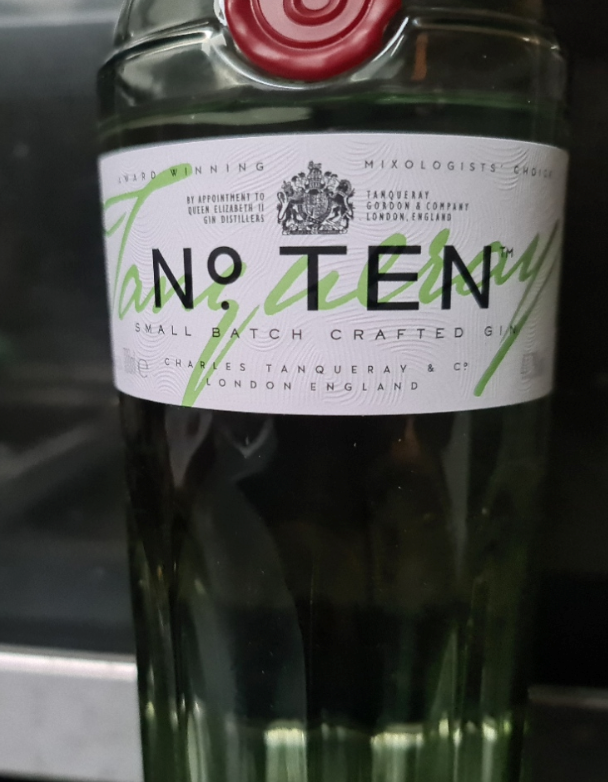 AWARD WINNING
MIXOLOGISTS' CHOICE
BY APPOINTMENT TO
QUEEN ELIZABETH II
GIN DISTILLERS
TANQUERAY
GORDON & COMPANY
LONDON, ENGLAND
Tanqueray
Nº TEN™
SMALL BATCH CRAFTED GIN
CHARLES TANQUERAY & Cº
LONDON ENGLAND